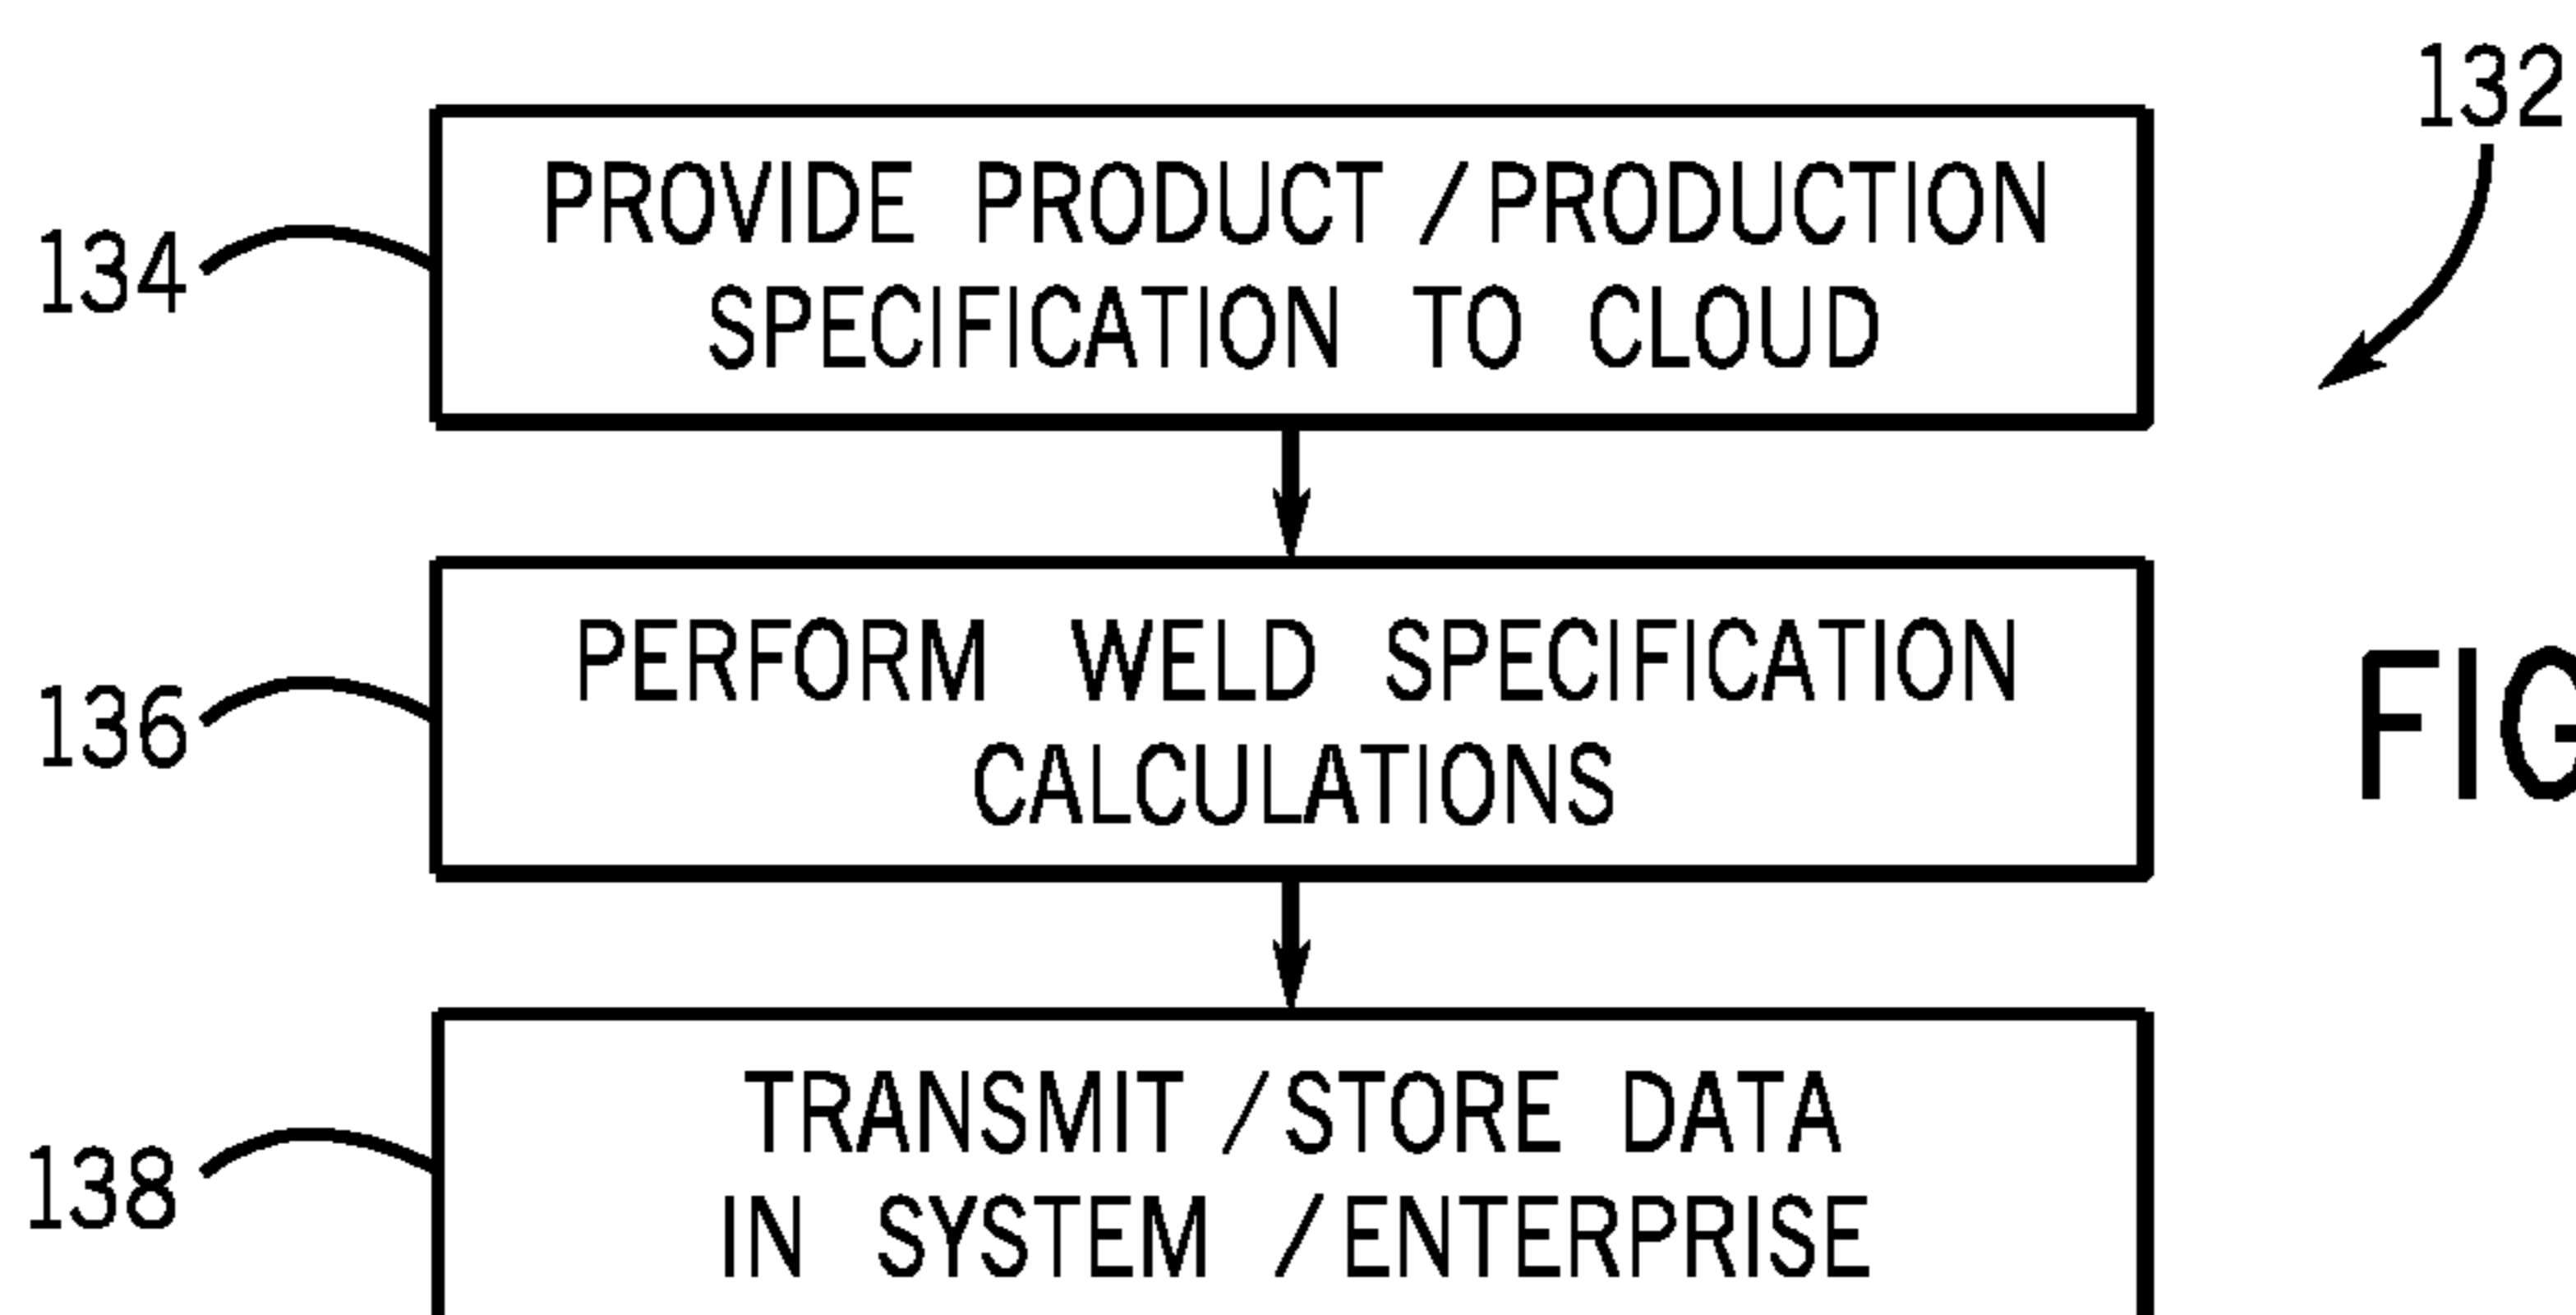 132
134
PROVIDE PRODUCT/PRODUCTION
SPECIFICATION TO CLOUD
136
PERFORM WELD SPECIFICATION
CALCULATIONS
FIG
138
TRANSMIT/STORE DATA
IN SYSTEM/ENTERPRISE